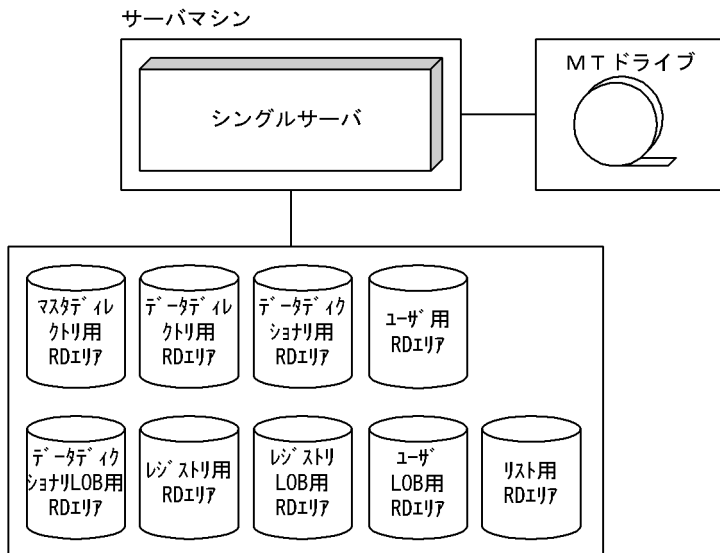 サーバマシン
シングルサーバ
ＭＴドライブ
ﾏｽﾀﾃﾞｨﾚ
ｸﾄﾘ用
RDｴﾘｱ
ﾃﾞｰﾀﾃﾞｨﾚ
ｸﾄﾘ用
RDｴﾘｱ
ﾃﾞｰﾀﾃﾞｨｸ
ｼｮﾅﾘ用
RDｴﾘｱ
ﾕｰｻﾞ用
RDｴﾘｱ
ﾃﾞｰﾀﾃﾞｨｸ
ｼｮﾅﾘLOB用
RDｴﾘｱ
ﾚｼﾞｽﾄﾘ用
RDｴﾘｱ
ﾚｼﾞｽﾄﾘ
LOB用
RDｴﾘｱ
ﾕｰｻﾞ
LOB用
RDｴﾘｱ
ﾘｽﾄ用
RDｴﾘｱ